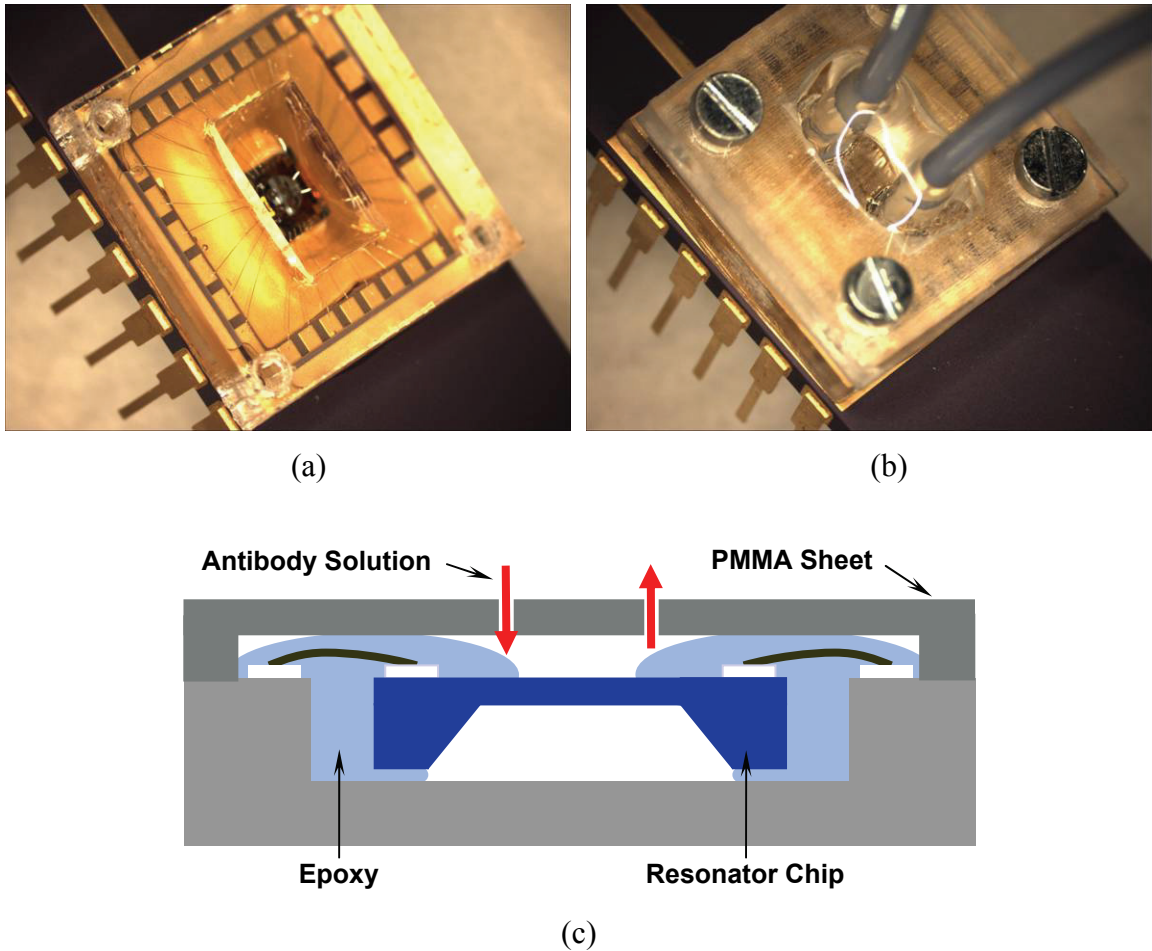 (a)
(b)
Antibody Solution
PMMA Sheet
Epoxy
Resonator Chip
(c)